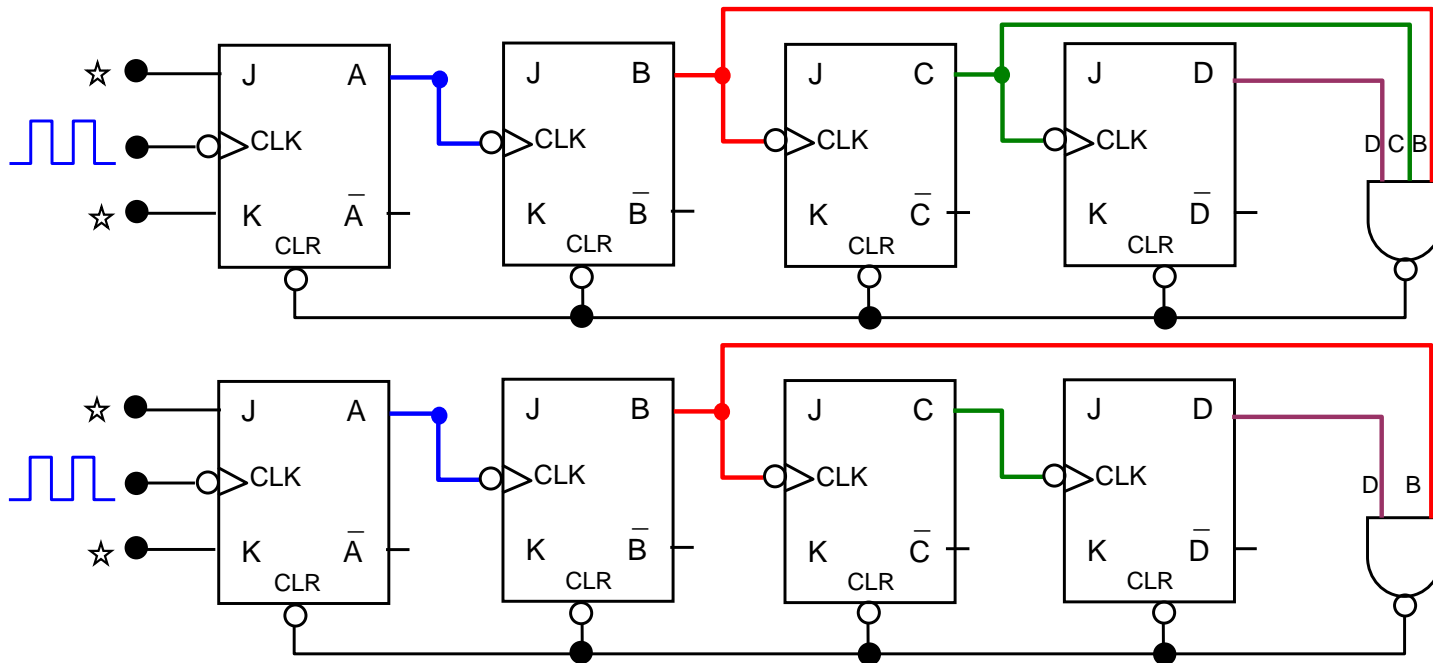 J A J B J C J D
CLK CLK CLK CLK
D C B
K A̅ K B̅ K C̅ K D̅
CLR CLR CLR CLR
J A J B J C J D
CLK CLK CLK CLK
D B
K A̅ K B̅ K C̅ K D̅
CLR CLR CLR CLR